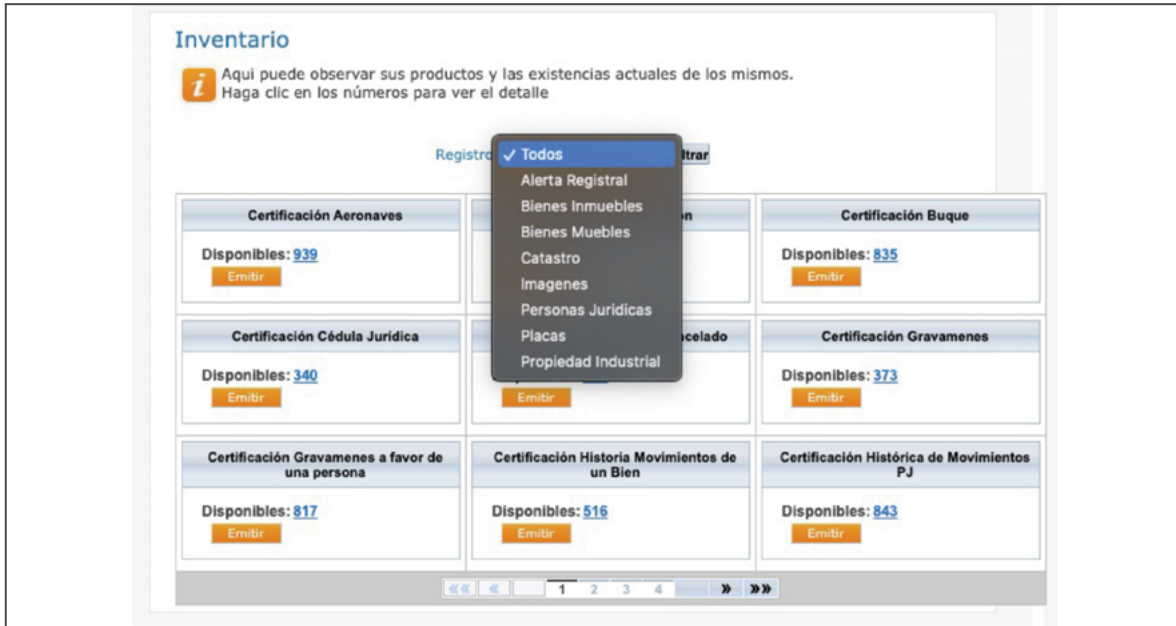 Inventario
i Aqui puede observar sus productos y las existencias actuales de los mismos.
Haga clic en los números para ver el detalle
Registro
✓ Todos
Alerta Registral
Bienes Inmuebles
Bienes Muebles
Catastro
Imagenes
Personas Juridicas
Placas
Propiedad Industrial
Certificación Aeronaves
Certificación Buque
Disponibles: 939
Disponibles: 835
Emitir
Emitir
Certificación Cédula Jurídica
Certificación Gravamenes
Disponibles: 340
Disponibles: 373
Emitir
Emitir
Emitir
Certificación Gravamenes a favor de
una persona
Certificación Historia Movimientos de
un Bien
Certificación Histórica de Movimientos
PJ
Disponibles: 817
Disponibles: 516
Disponibles: 843
Emitir
Emitir
Emitir
«« « 1 2 3 4 » »»